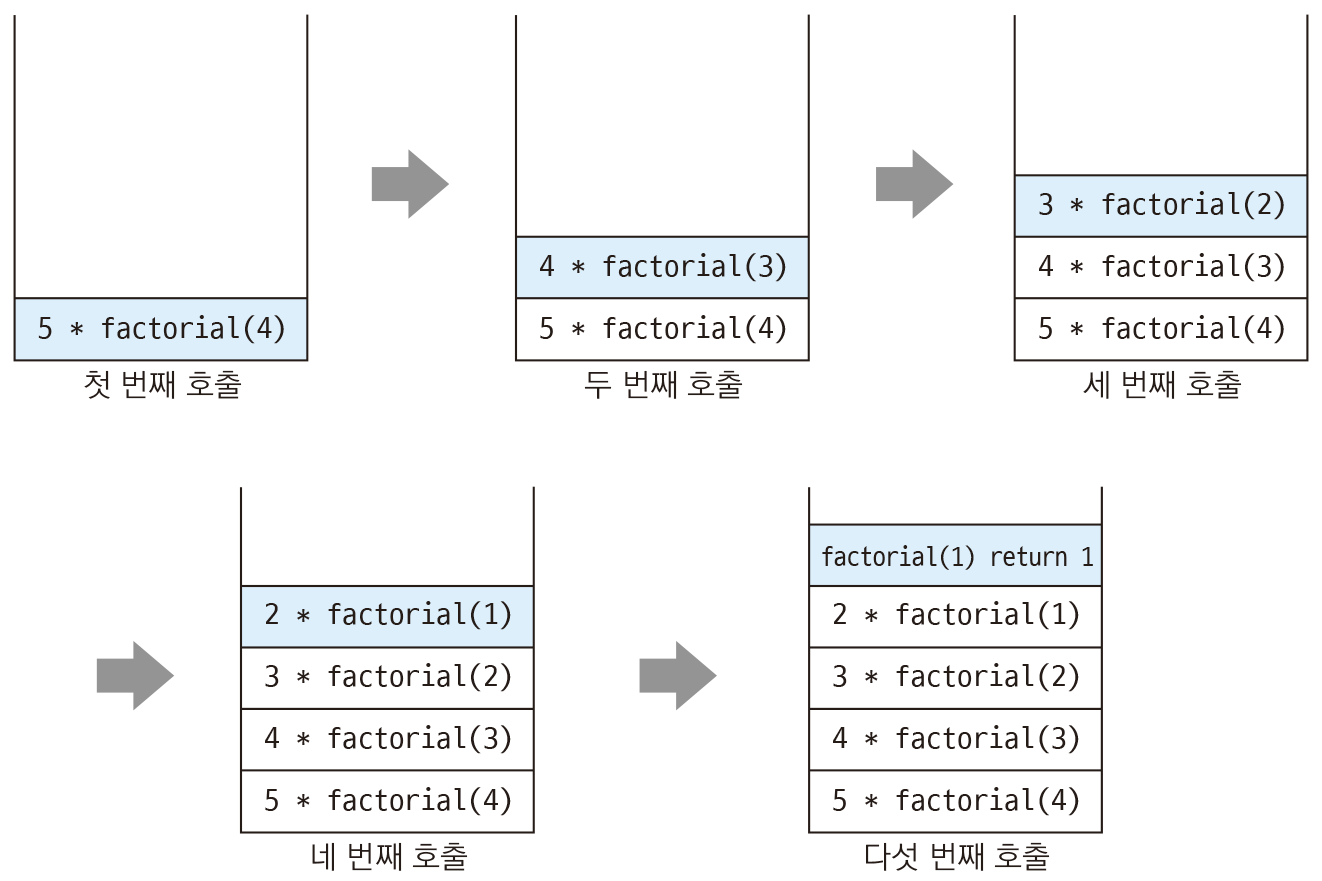 5 * factorial(4)
첫 번째 호출
4 * factorial(3)
5 * factorial(4)
두 번째 호출
3 * factorial(2)
4 * factorial(3)
5 * factorial(4)
세 번째 호출
2 * factorial(1)
3 * factorial(2)
4 * factorial(3)
5 * factorial(4)
네 번째 호출
factorial(1) return 1
2 * factorial(1)
3 * factorial(2)
4 * factorial(3)
5 * factorial(4)
다섯 번째 호출